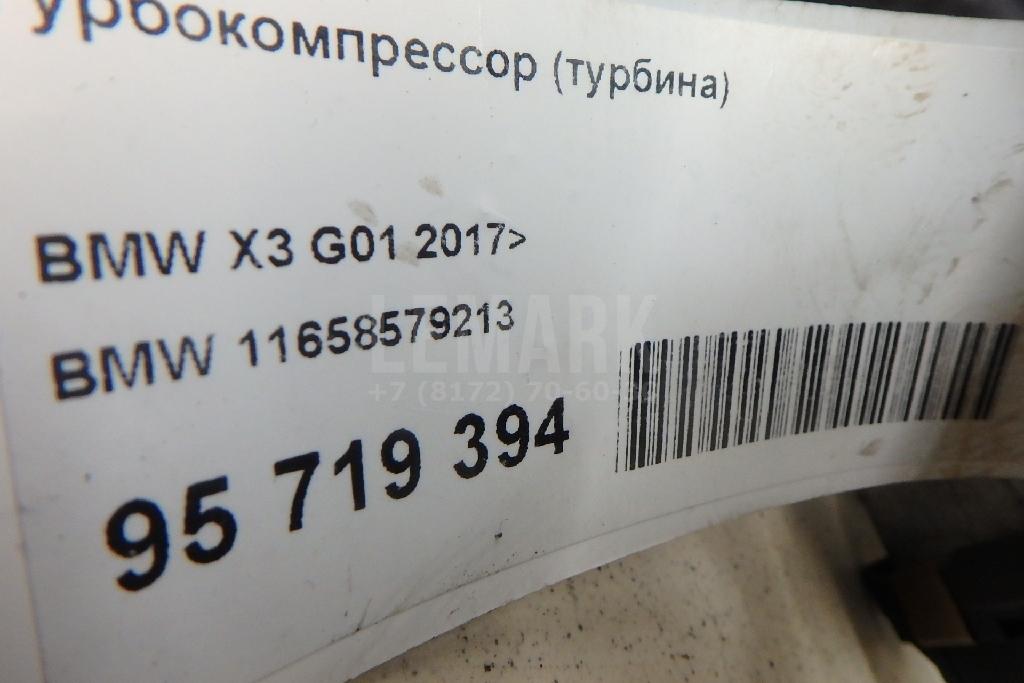 урбокомпрессор (турбина)
BMW X3 G01 2017>
BMW 11658579213
LEMARK
95 719 394